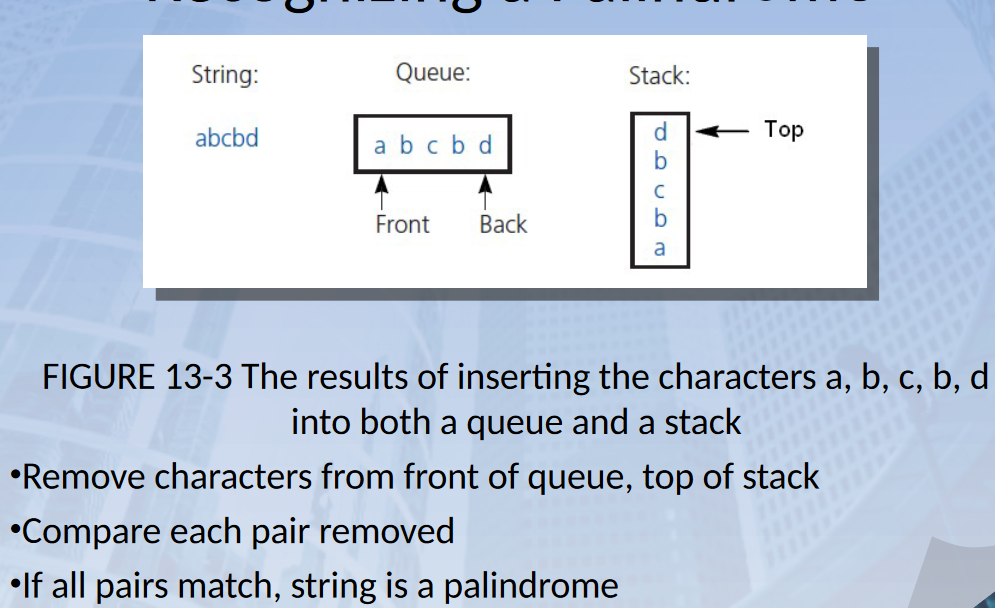 Recognizing a Palindrome
String:
Queue:
Stack:
abcbd
a b c b d
Front
Back
d
b
c
b
a
Top
FIGURE 13-3 The results of inserting the characters a, b, c, b, d
into both a queue and a stack
•Remove characters from front of queue, top of stack
•Compare each pair removed
•If all pairs match, string is a palindrome